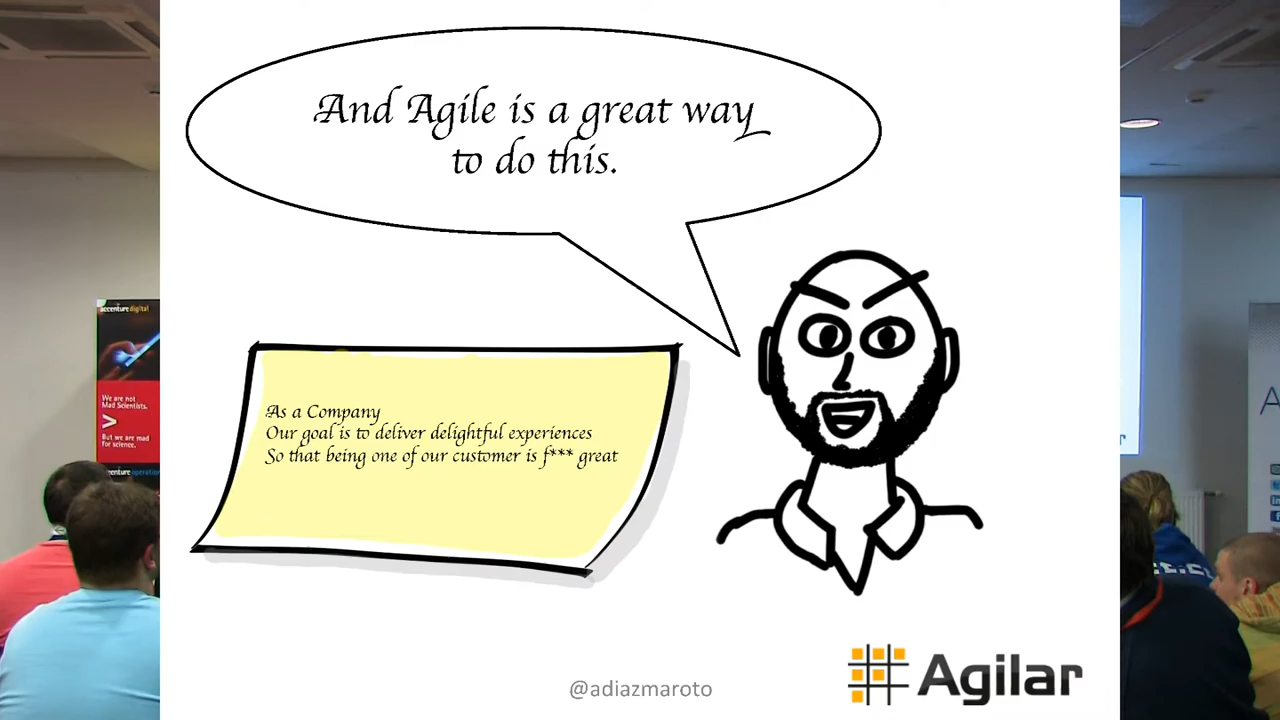 And Agile is a great way
to do this.
As a Company
Our goal is to deliver delightful experiences
So that being one of our customer is f*** great
@adiazmaroto
Agilar
accenturedigital
We are not
Mad Scientists.
>
But we are mad
for science.
accentureoperations